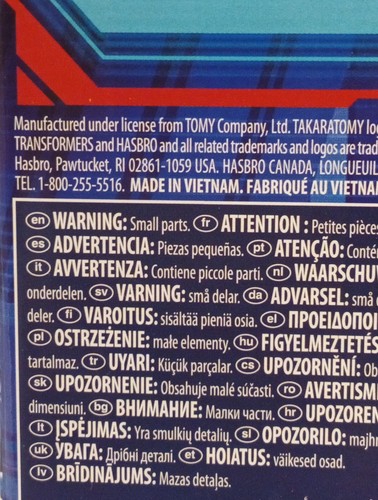 Manufactured under license from TOMY Company, Ltd. TAKARATOMY
TRANSFORMERS and HASBRO and all related trademarks and logos are
Hasbro, Pawtucket, RI 02861-1059 USA. HASBRO CANADA, LONGUEUIL
TEL. 1-800-255-5516. MADE IN VIETNAM. FABRIQUÉ AU
en WARNING: Small parts. fr ATTENTION : Petites pièces
es ADVERTENCIA: Piezas pequeñas. pt ATENÇÃO:
it AVVERTENZA: Contiene piccole parti. nl
onderdelen. sv VARNING: små delar. da ADVARSEL: små
deler. fi VAROITUS: sisältää pieniä osia. el
pl OSTRZEŻENIE: małe elementy. hu
tartalmaz. tr UYARI: Küçük parçalar. cs UPOZORNĚNÍ:
sk UPOZORNENIE: Obsahuje malé súčasti. ro
dimensiuni. bg ВНИМАНИЕ: Малки части. hr
lt ĮSPĖJIMAS: Yra smulkių detalių. sl OPOZORILO:
uk УВАГА: Дрібні деталі. et HOIATUS: väikesed osad.
lv BRĪDINĀJUMS: Mazas detaļas.